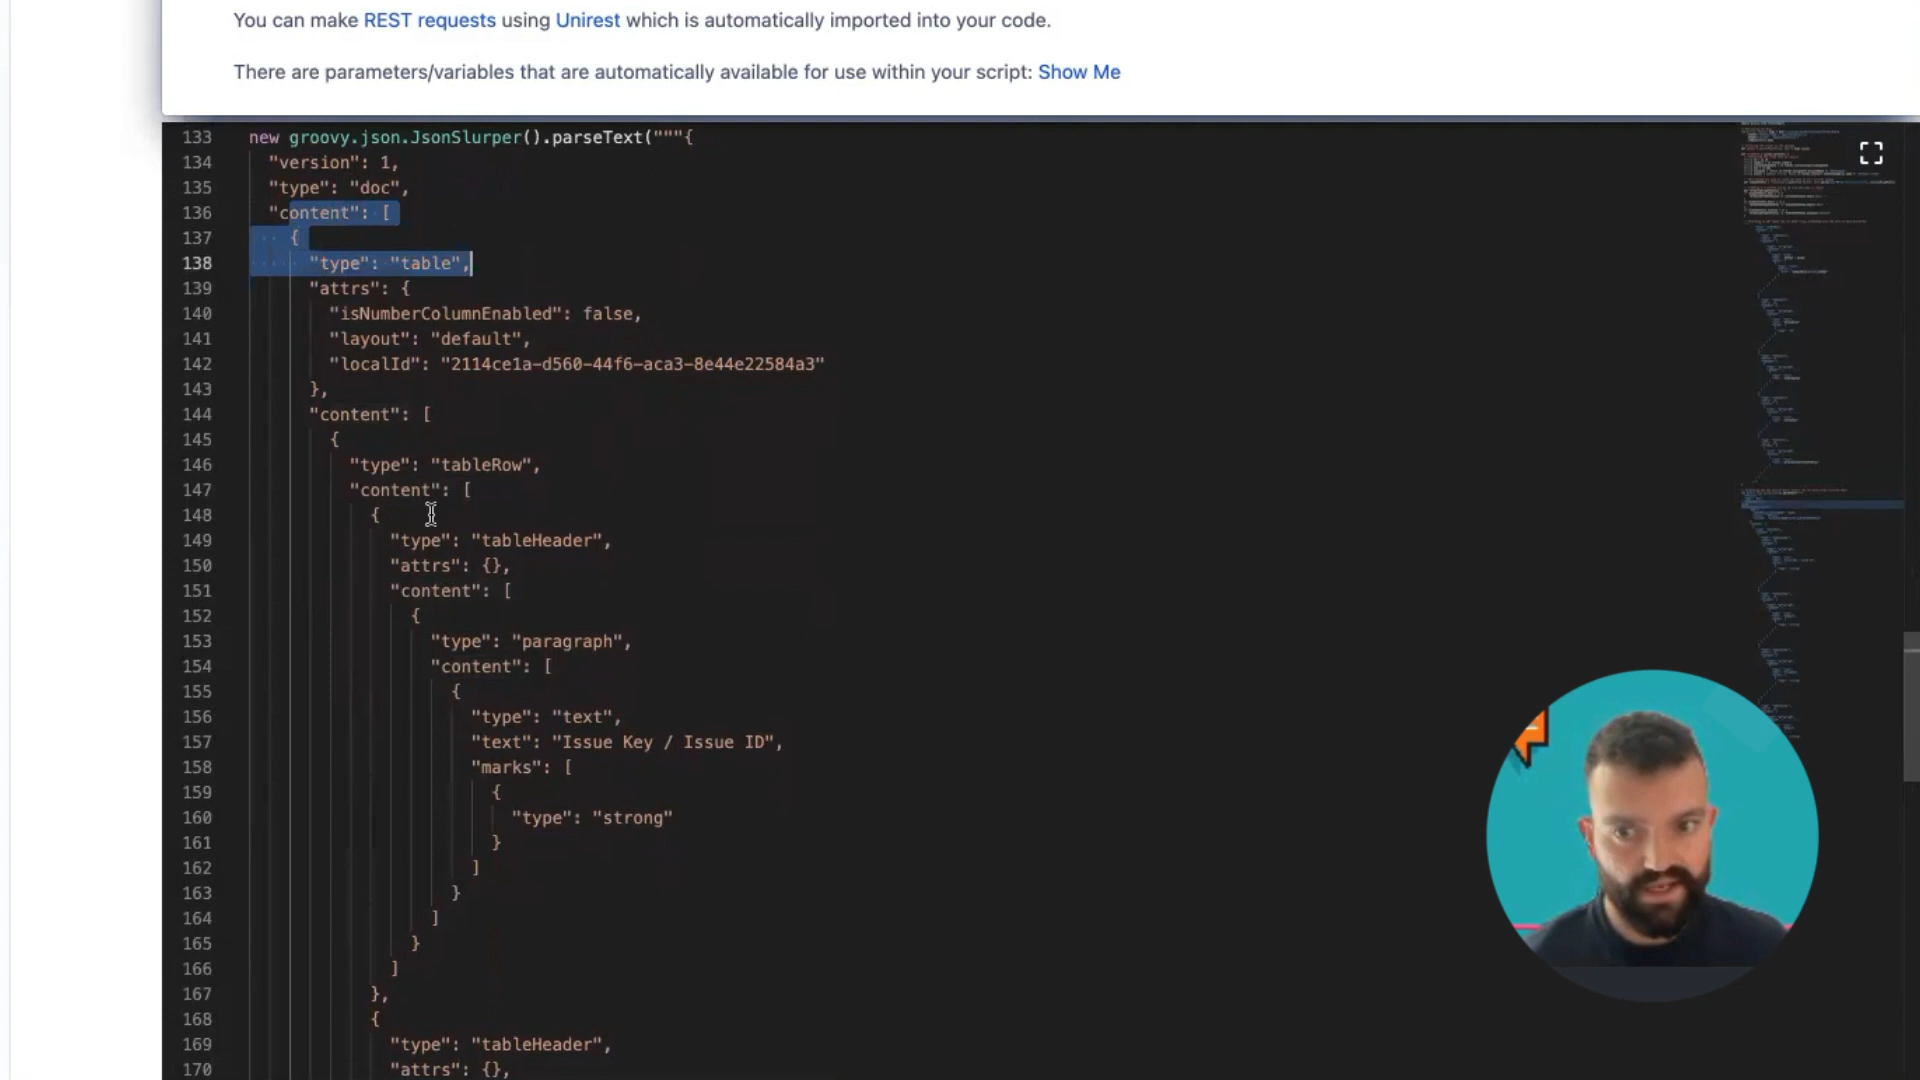 You can make REST requests using Unirest which is automatically imported into your code.
There are parameters/variables that are automatically available for use within your script: Show Me
133 new groovy.json.JsonSlurper().parseText("""{
134 "version": 1,
135 "type": "doc",
136 "content": [
137 {
138 "type": "table",
139 "attrs": {
140 "isNumberColumnEnabled": false,
141 "layout": "default",
142 "localId": "2114ce1a-d560-44f6-aca3-8e44e22584a3"
143 },
144 "content": [
145 {
146 "type": "tableRow",
147 "content": [
148 {
149 "type": "tableHeader",
150 "attrs": {},
151 "content": [
152 {
153 "type": "paragraph",
154 "content": [
155 {
156 "type": "text",
157 "text": "Issue Key / Issue ID",
158 "marks": [
159 {
160 "type": "strong"
161 }
162 ]
163 }
164 ]
165 }
166 ]
167 },
168 {
169 "type": "tableHeader",
170 "attrs": {},